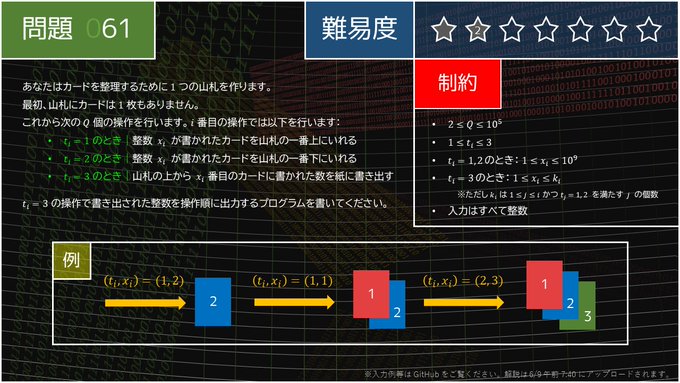 問題 061
難易度
2
あなたはカードを整理するために 1 つの山札を作ります。
最初、山札にカードは 1 枚もありません。
これから次の Q 個の操作を行います。i 番目の操作では以下を行います:
• t_i = 1 のとき | 整数 x_i が書かれたカードを山札の一番上にいれる
• t_i = 2 のとき | 整数 x_i が書かれたカードを山札の一番下にいれる
• t_i = 3 のとき | 山札の上から x_i 番目のカードに書かれた数を紙に書き出す
t_i = 3 の操作で書き出された整数を操作順に出力するプログラムを書いてください。
制約
• 2 ≤ Q ≤ 10^5
• 1 ≤ t_i ≤ 3
• t_i = 1,2 のとき: 1 ≤ x_i ≤ 10^9
• t_i = 3 のとき: 1 ≤ x_i ≤ k_i
※ただし k_i は 1 ≤ j ≤ i かつ t_j = 1,2 を満たす j の個数
• 入力はすべて整数
例
(t_i, x_i) = (1, 2)
2
(t_i, x_i) = (1, 1)
1
2
(t_i, x_i) = (2, 3)
1
2
3
※入力例等は GitHub をご覧ください。解説は 6/9 午前 7:40 にアップロードされます。